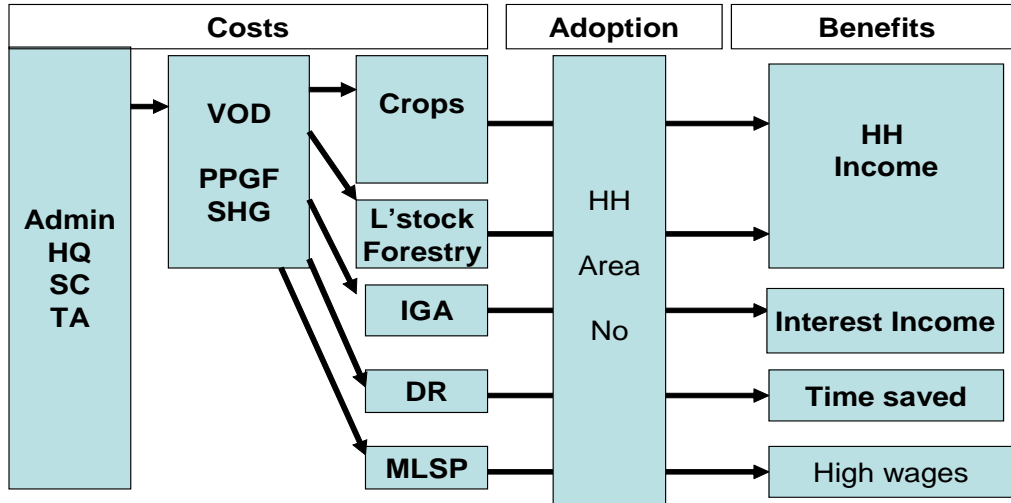 Costs
Adoption
Benefits
Admin
HQ
SC
TA
VOD
PPGF
SHG
Crops
L'stock
Forestry
IGA
DR
MLSP
HH
Area
No
HH
Income
Interest Income
Time saved
High wages